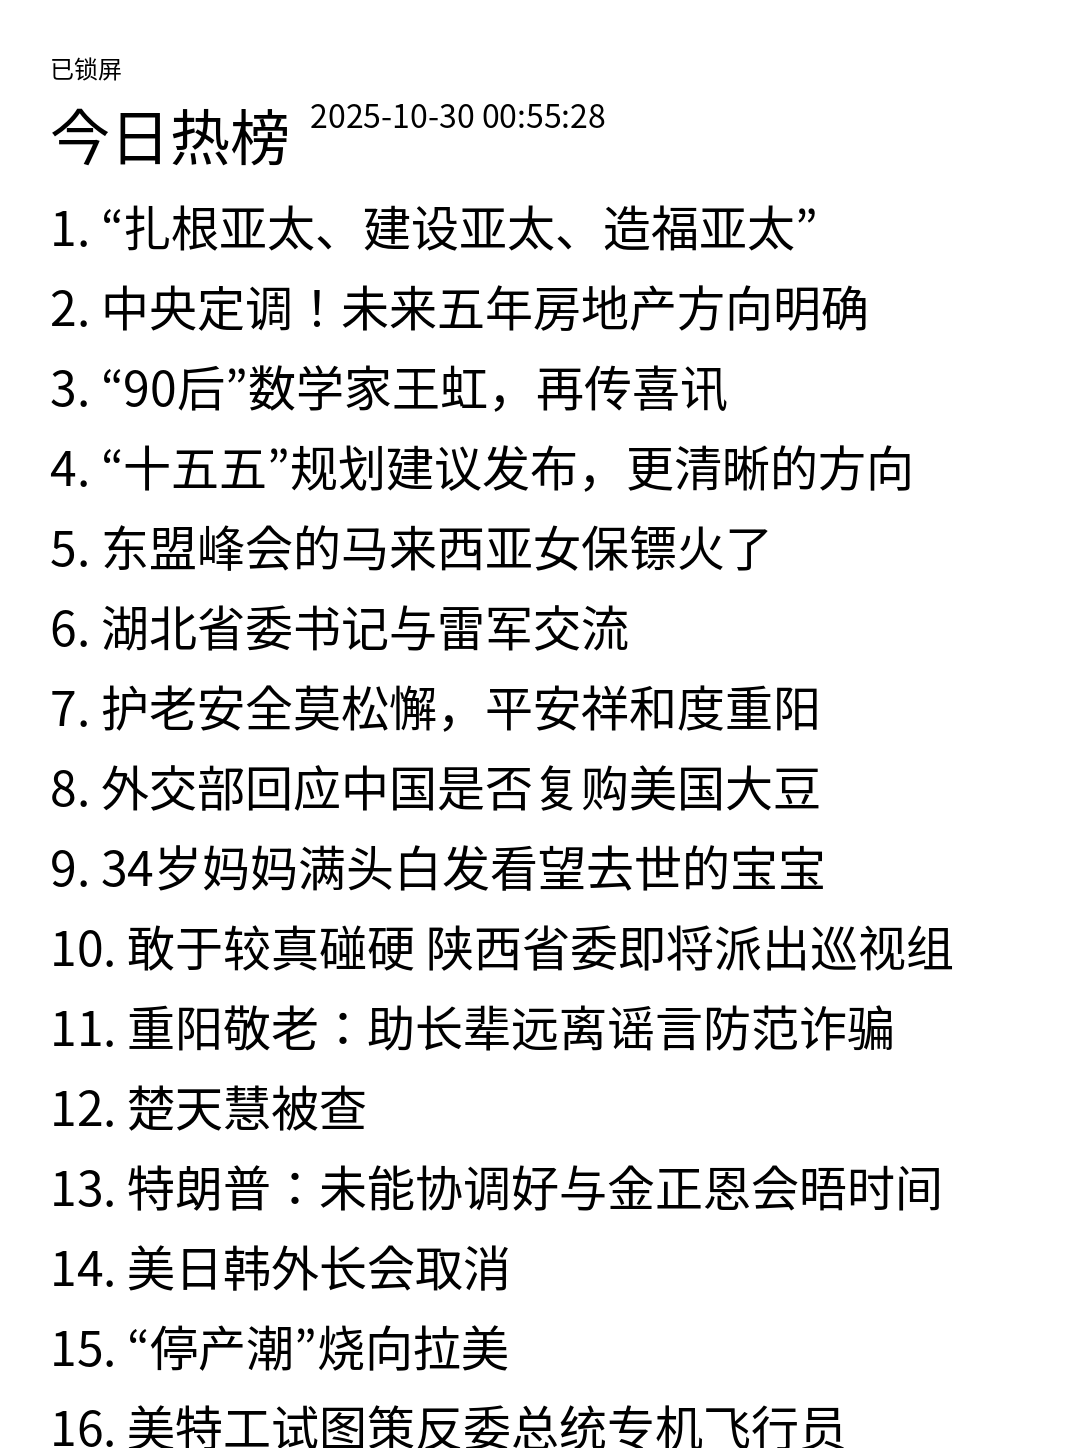 已锁屏
今日热榜 2025-10-30 00:55:28
1. “扎根亚太、建设亚太、造福亚太”
2. 中央定调！未来五年房地产方向明确
3. “90后”数学家王虹，再传喜讯
4. “十五五”规划建议发布，更清晰的方向
5. 东盟峰会的马来西亚女保镖火了
6. 湖北省委书记与雷军交流
7. 护老安全莫松懈，平安祥和度重阳
8. 外交部回应中国是否复购美国大豆
9. 34岁妈妈满头白发看望去世的宝宝
10. 敢于较真碰硬 陕西省委即将派出巡视组
11. 重阳敬老：助长辈远离谣言防范诈骗
12. 楚天慧被查
13. 特朗普：未能协调好与金正恩会晤时间
14. 美日韩外长会取消
15. “停产潮”烧向拉美
16. 美特工试图策反委总统专机飞行员